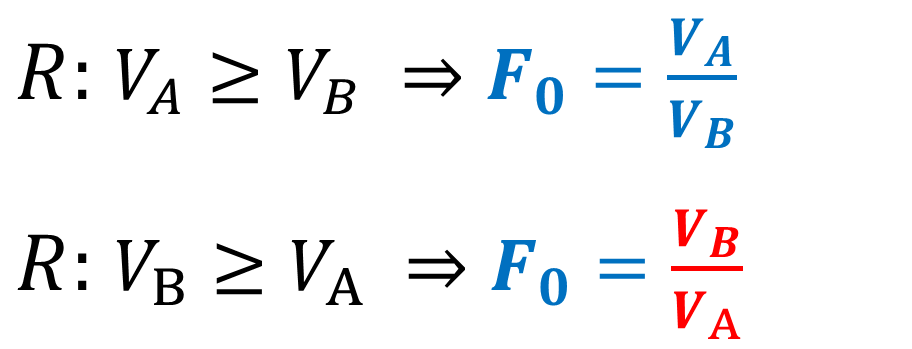 R: V_A ≥ V_B ⇒ F_0 = V_A / V_B
R: V_B ≥ V_A ⇒ F_0 = V_B / V_A